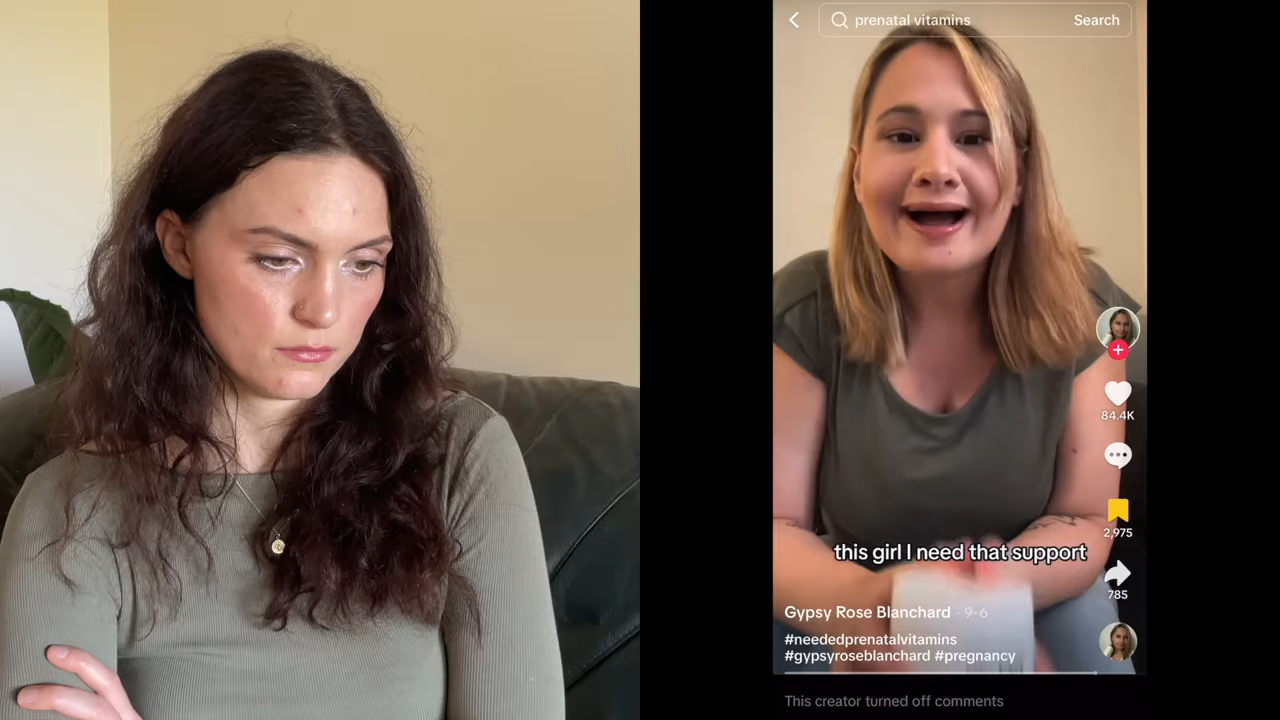 prenatal vitamins
Search
84.4K
2,975
785
this girl I need that support
Gypsy Rose Blanchard · 9-6
#neededprenatalvitamins
#gypsyroseblanchard #pregnancy
This creator turned off comments